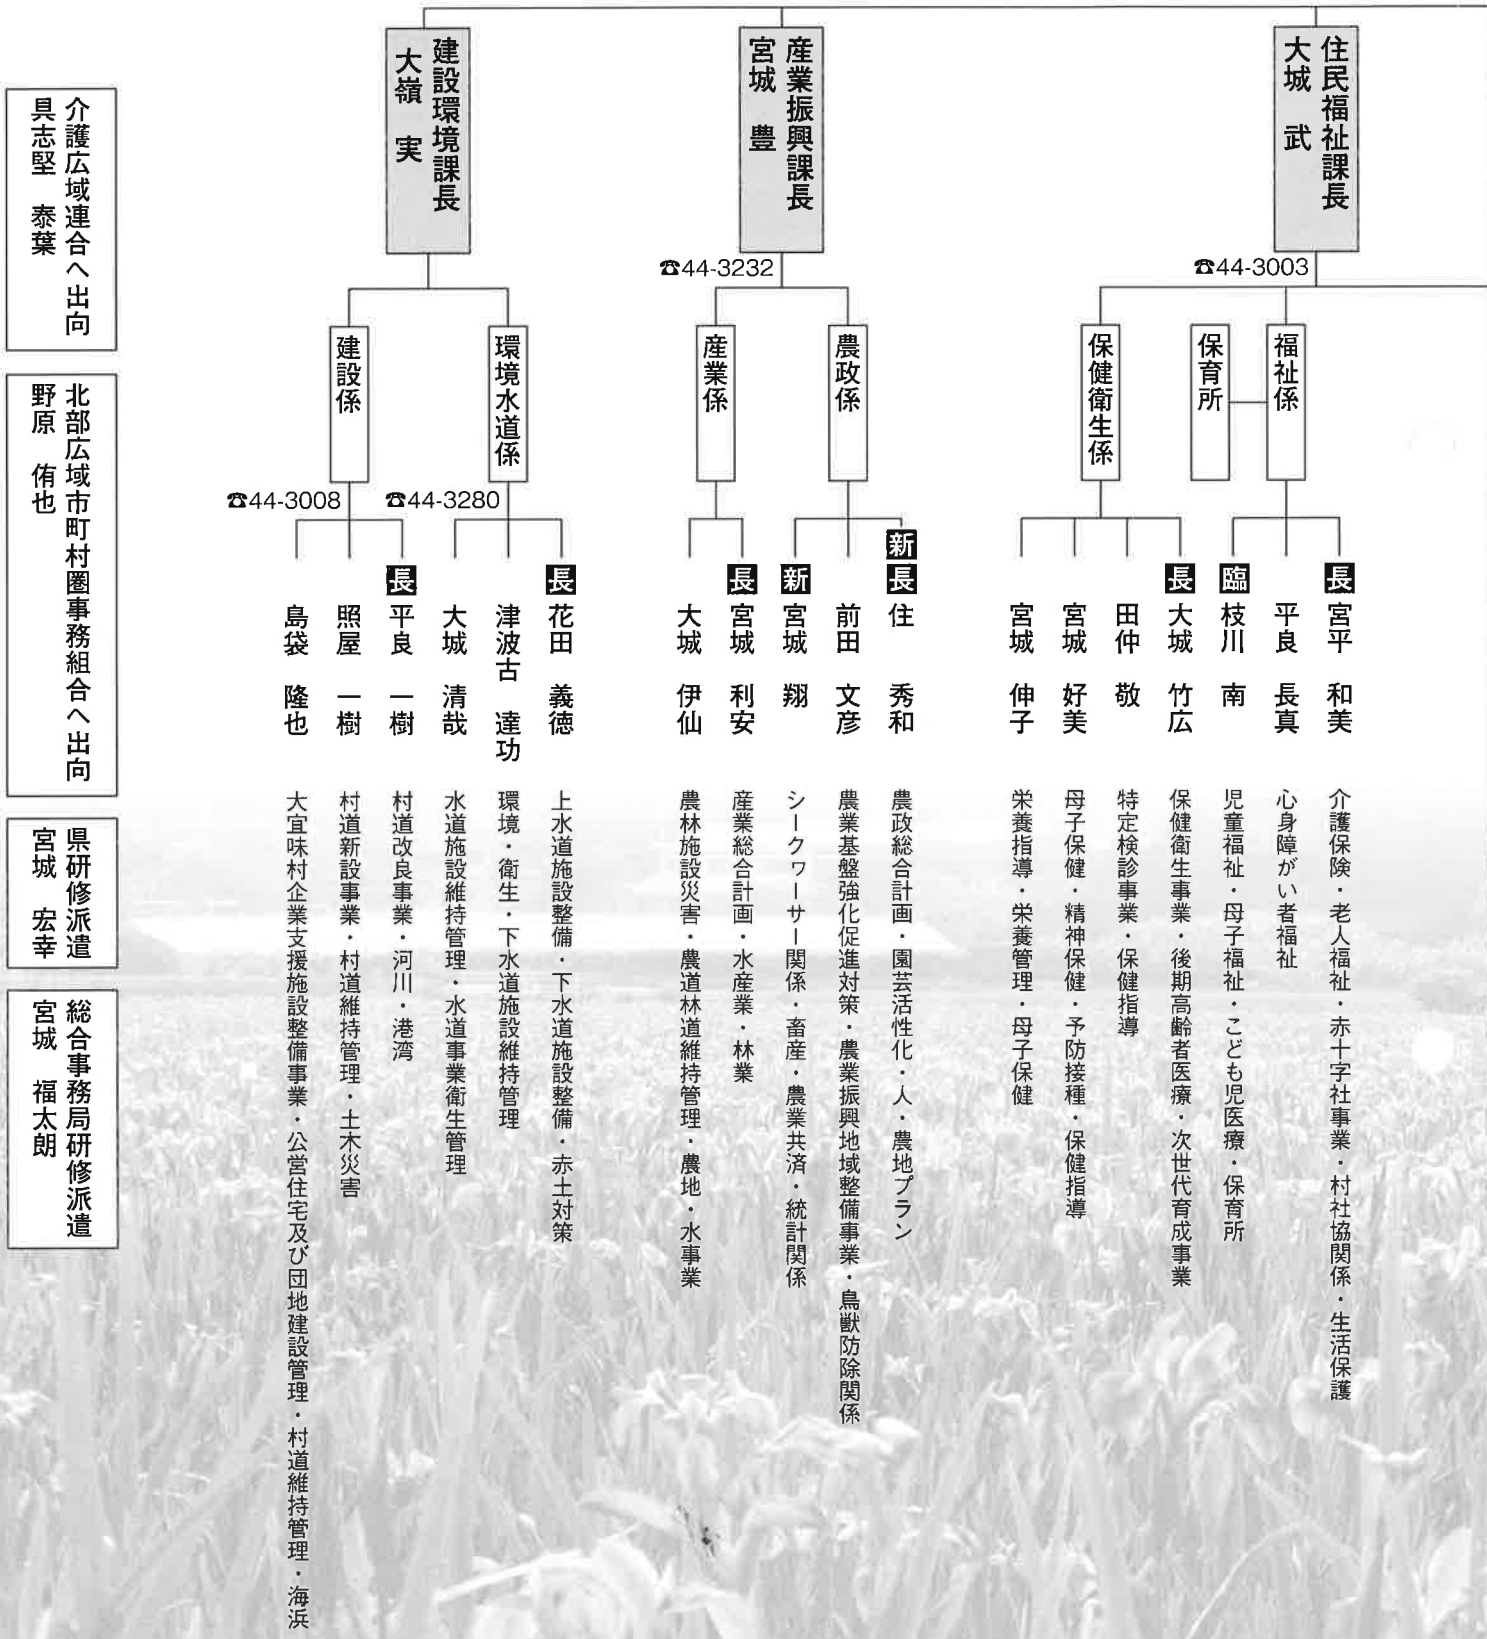 住民福祉課長
大城 武
☎44-3003
福祉係
保育所
長 宮平 和美 介護保険・老人福祉・赤十字社事業・村社協関係・生活保護
平良 長真 心身障がい者福祉
臨 枝川 南 児童福祉・母子福祉・こども児医療・保育所
保健衛生係
長 大城 竹広 保健衛生事業・後期高齢者医療・次世代育成事業
田仲 敬 特定検診事業・保健指導
宮城 好美 母子保健・精神保健・予防接種・保健指導
宮城 伸子 栄養指導・栄養管理・母子保健
産業振興課長
宮城 豊
☎44-3232
農政係
新 長 住 秀和 農政総合計画・園芸活性化・人・農地プラン
前田 文彦 農業基盤強化促進対策・農業振興地域整備事業・鳥獣防除関係
新 宮城 翔 シークヮーサー関係・畜産・農業共済・統計関係
産業係
長 宮城 利安 産業総合計画・水産業・林業
大城 伊仙 農林施設災害・農道林道維持管理・農地・水事業
建設環境課長
大嶺 実
環境水道係
☎44-3280
長 花田 義徳 上水道施設整備・下水道施設整備・赤土対策
津波古 達功 環境・衛生・下水道施設維持管理
大城 清哉 水道施設維持管理・水道事業衛生管理
建設係
☎44-3008
長 平良 一樹 村道改良事業・河川・港湾
照屋 一樹 村道新設事業・村道維持管理・土木災害
島袋 隆也 大宜味村企業支援施設整備事業・公営住宅及び団地建設管理・村道維持管理・海浜
介護広域連合へ出向
具志堅 泰葉
北部広域市町村圏事務組合へ出向
野原 侑也
県研修派遣
宮城 宏幸
総合事務局研修派遣
宮城 福太朗